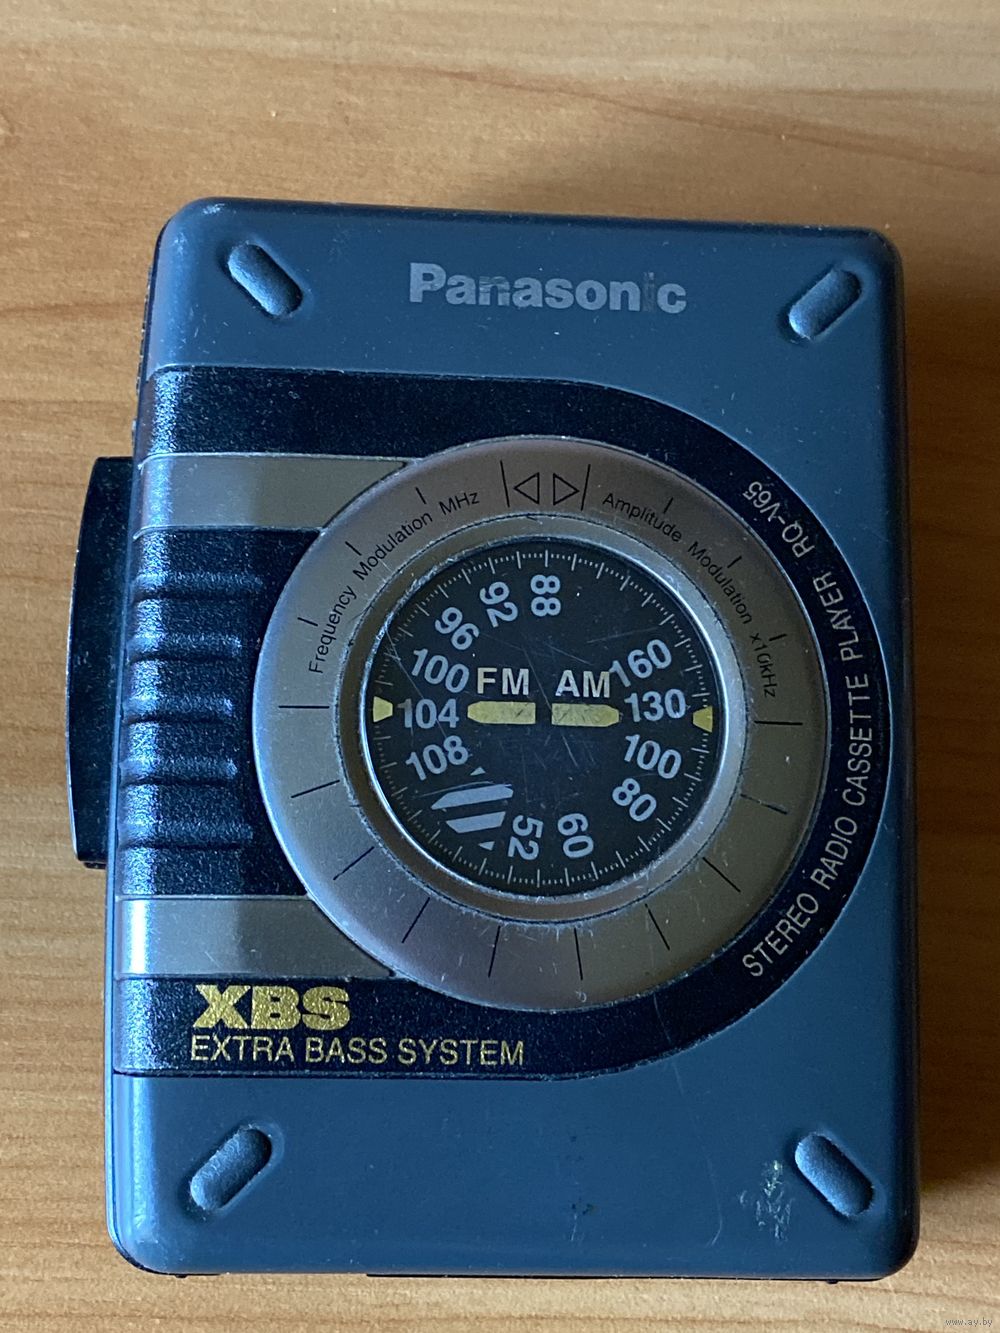 Panasonic
Frequency Modulation MHz
Amplitude Modulation x10kHz
STEREO RADIO CASSETTE PLAYER RQ-V65
88
92
96
100
104
108
FM AM
160
130
100
80
60
52
XBS
EXTRA BASS SYSTEM
www.ay.by